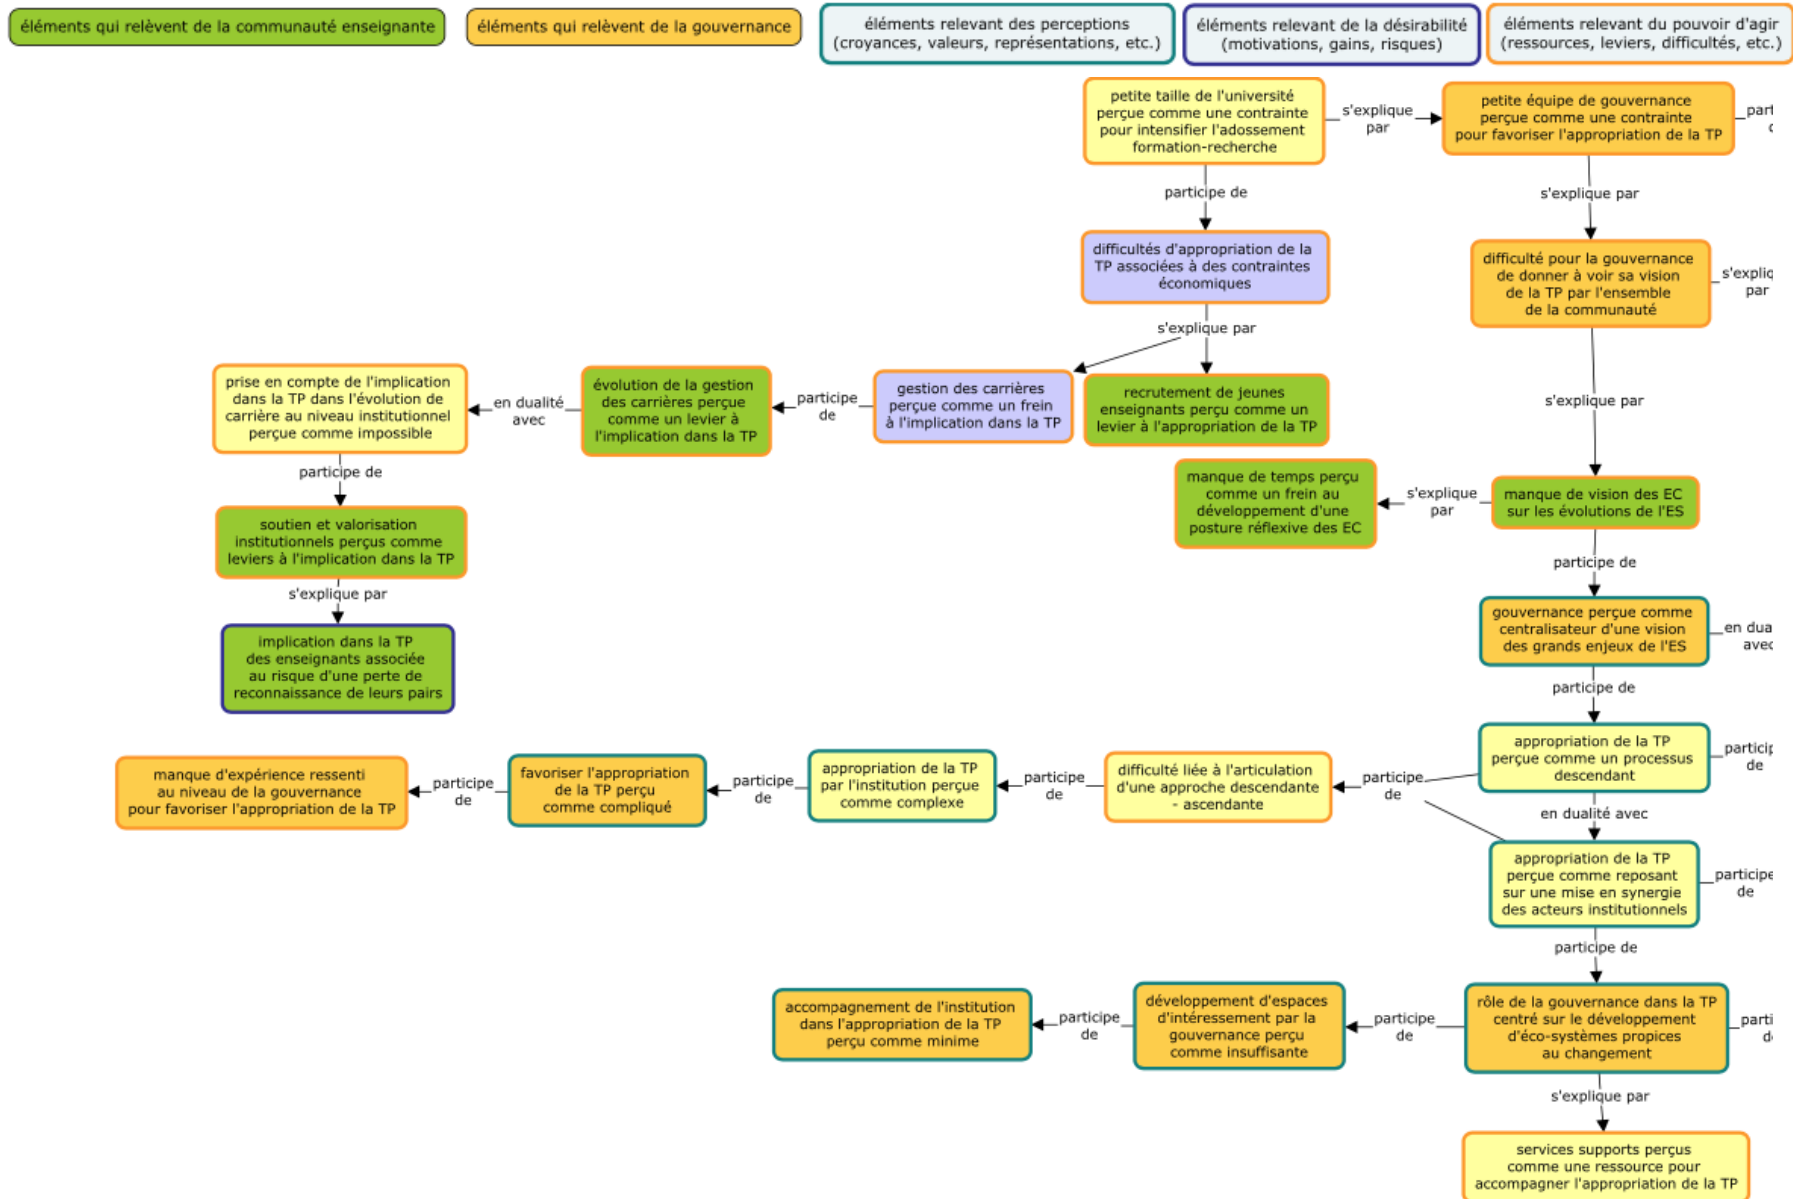 éléments qui relèvent de la communauté enseignante
éléments qui relèvent de la gouvernance
éléments relevant des perceptions
(croyances, valeurs, représentations, etc.)
éléments relevant de la désirabilité
(motivations, gains, risques)
éléments relevant du pouvoir d'agir
(ressources, leviers, difficultés, etc.)
petite taille de l'université
perçue comme une contrainte
pour intensifier l'adossement
formation-recherche
s'explique
par
petite équipe de gouvernance
perçue comme une contrainte
pour favoriser l'appropriation de la TP
participe de
s'explique par
difficultés d'appropriation de la
TP associées à des contraintes
économiques
difficulté pour la gouvernance
de donner à voir sa vision
de la TP par l'ensemble
de la communauté
par
s'explique par
s'explique par
prise en compte de l'implication
dans la TP dans l'évolution de
carrière au niveau institutionnel
perçue comme impossible
en dualité
avec
évolution de la gestion
des carrières perçue
comme un levier à
l'implication dans la TP
participe
de
gestion des carrières
perçue comme un frein
à l'implication dans la TP
recrutement de jeunes
enseignants perçu comme un
levier à l'appropriation de la TP
participe de
manque de temps perçu
comme un frein au
développement d'une
posture réflexive des EC
s'explique
par
manque de vision des EC
sur les évolutions de l'ES
soutien et valorisation
institutionnels perçus comme
leviers à l'implication dans la TP
participe de
s'explique par
implication dans la TP
des enseignants associée
au risque d'une perte de
reconnaissance de leurs pairs
gouvernance perçue comme
centralisateur d'une vision
des grands enjeux de l'ES
en dua
avec
participe de
manque d'expérience ressenti
au niveau de la gouvernance
pour favoriser l'appropriation de la TP
participe
de
favoriser l'appropriation
de la TP perçu
comme compliqué
participe
de
appropriation de la TP
par l'institution perçue
comme complexe
participe
de
difficulté liée à l'articulation
d'une approche descendante
- ascendante
participe
de
appropriation de la TP
perçue comme un processus
descendant
de
en dualité avec
appropriation de la TP
perçue comme reposant
sur une mise en synergie
des acteurs institutionnels
participe
de
participe de
accompagnement de l'institution
dans l'appropriation de la TP
perçu comme minime
participe
de
développement d'espaces
d'intéressement par la
gouvernance perçu
comme insuffisante
participe
de
rôle de la gouvernance dans la TP
centré sur le développement
d'éco-systèmes propices
au changement
s'explique par
services supports perçus
comme une ressource pour
accompagner l'appropriation de la TP